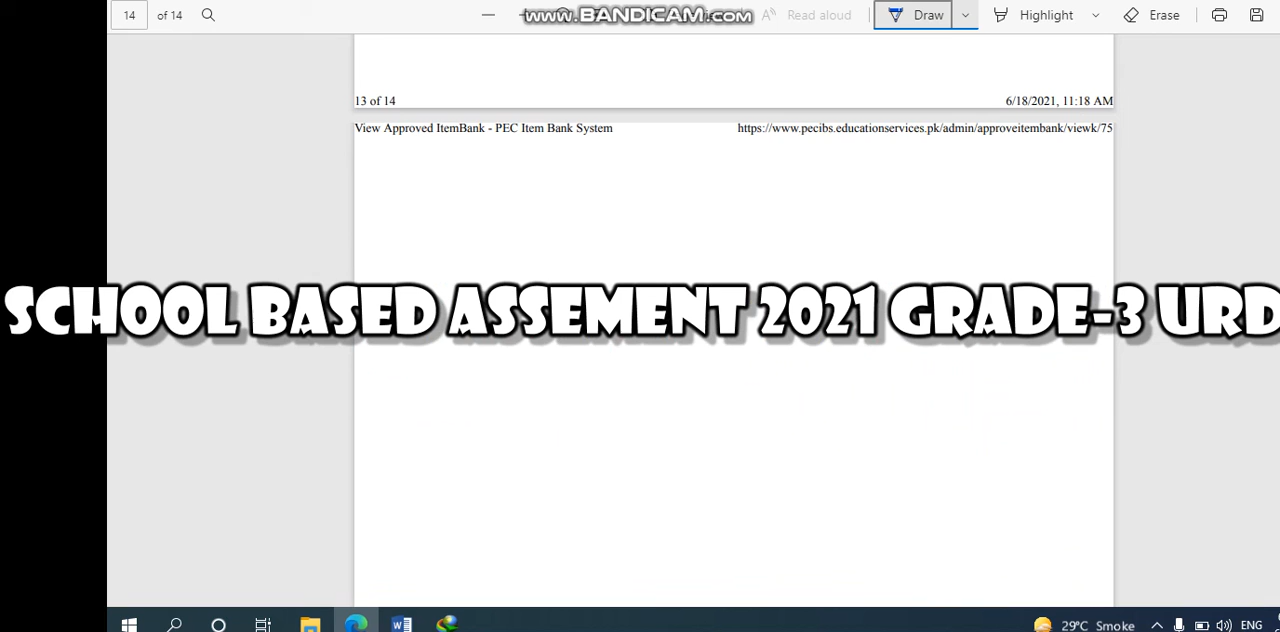 14 of 14 Read aloud Draw Highlight Erase
WWW.BANDICAM.COM
13 of 14 6/18/2021, 11:18 AM
View Approved ItemBank - PEC Item Bank System https://www.pecibs.educationservices.pk/admin/approveitembank/viewk/75
SCHOOL BASED ASSEMENT 2021 GRADE-3 URD
29°C Smoke ENG